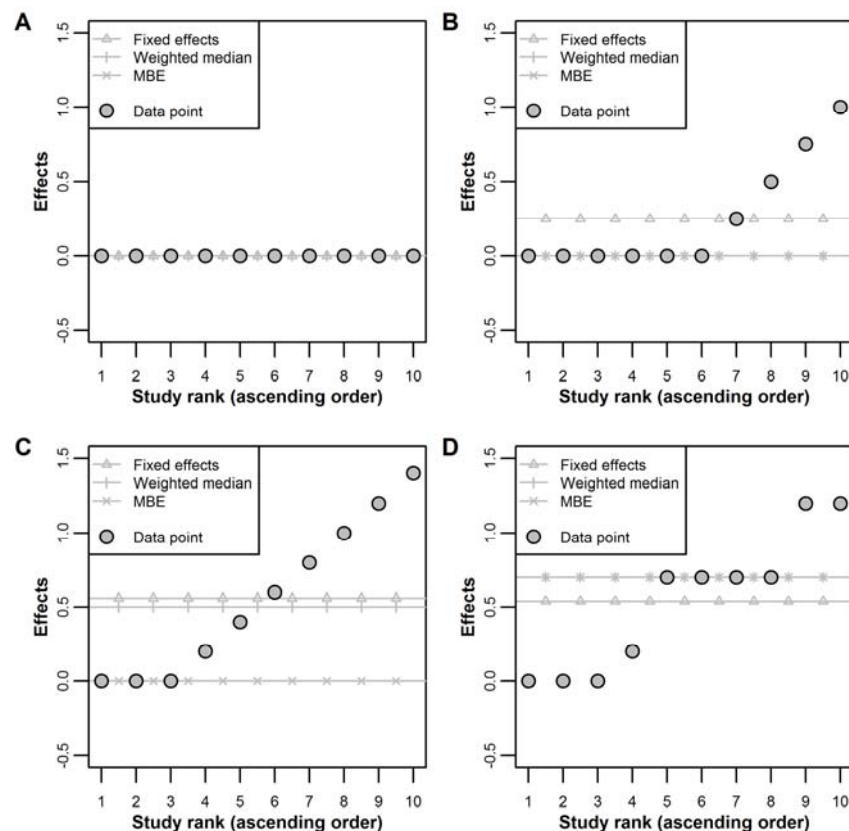 A
Fixed effects
Weighted median
MBE
Data point
Effects
1.5
1.0
0.5
0.0
-0.5
1 2 3 4 5 6 7 8 9 10
Study rank (ascending order)
B
Fixed effects
Weighted median
MBE
Data point
Effects
1.5
1.0
0.5
0.0
-0.5
1 2 3 4 5 6 7 8 9 10
Study rank (ascending order)
C
Fixed effects
Weighted median
MBE
Data point
Effects
1.5
1.0
0.5
0.0
-0.5
1 2 3 4 5 6 7 8 9 10
Study rank (ascending order)
D
Fixed effects
Weighted median
MBE
Data point
Effects
1.5
1.0
0.5
0.0
-0.5
1 2 3 4 5 6 7 8 9 10
Study rank (ascending order)